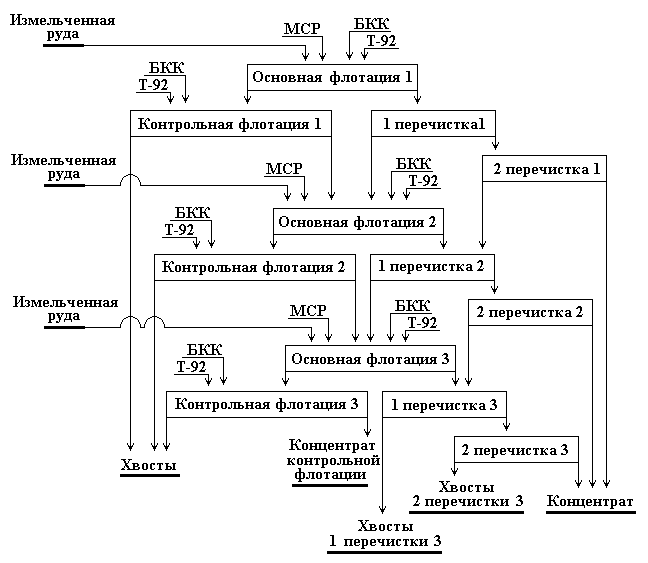 Измельченная
руда
МСР
БКК
Т-92
БКК
Т-92
Основная флотация 1
Контрольная флотация 1
1 перечистка1
Измельченная
руда
МСР
БКК
Т-92
2 перечистка 1
БКК
Т-92
Основная флотация 2
Контрольная флотация 2
1 перечистка 2
Измельченная
руда
МСР
БКК
Т-92
2 перечистка 2
БКК
Т-92
Основная флотация 3
Контрольная флотация 3
1 перечистка 3
Хвосты
Концентрат
контрольной
флотации
2 перечистка 3
Хвосты
2 перечистки 3
Концентрат
Хвосты
1 перечистки 3